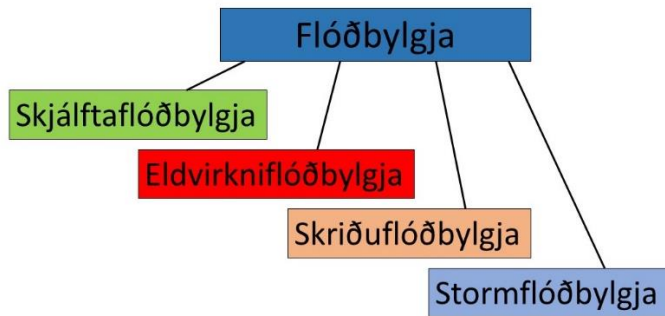 Flóðbylgja
Skjálftaflóðbylgja
Eldvirkniflóðbylgja
Skriðuflóðbylgja
Stormflóðbylgja